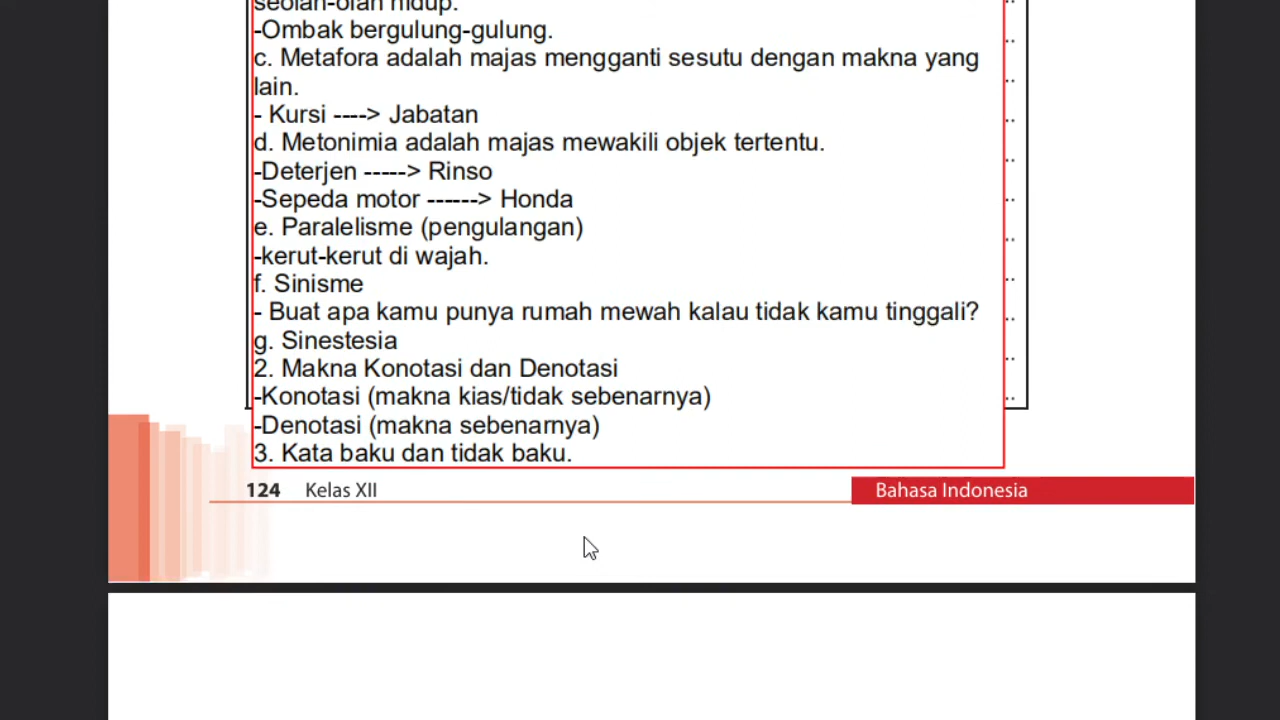 seolah-olah hidup.
-Ombak bergulung-gulung.
c. Metafora adalah majas mengganti sesutu dengan makna yang
lain.
- Kursi ----> Jabatan
d. Metonimia adalah majas mewakili objek tertentu.
-Deterjen -----> Rinso
-Sepeda motor ------> Honda
e. Paralelisme (pengulangan)
-kerut-kerut di wajah.
f. Sinisme
- Buat apa kamu punya rumah mewah kalau tidak kamu tinggali?
g. Sinestesia
2. Makna Konotasi dan Denotasi
-Konotasi (makna kias/tidak sebenarnya)
-Denotasi (makna sebenarnya)
3. Kata baku dan tidak baku.
124 Kelas XII
Bahasa Indonesia